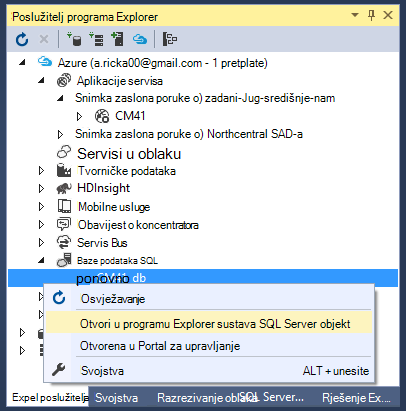 Poslužitelj programa Explorer
Azure (a.ricka00@gmail.com - 1 pretplate)
Aplikacije servisa
Snimka zaslona poruke o) zadani-Jug-središnje-nam
CM41
Snimka zaslona poruke o) Northcentral SAD-a
Servisi u oblaku
Tvorničke podataka
HDInsight
Mobilne usluge
Obavijest o koncentratora
Servis Bus
Baze podataka SQL
ponovno db
Osvježavanje
Otvori u programu Explorer sustava SQL Server objekt
Otvorena u Portal za upravljanje
Svojstva ALT + unesite
Expel poslužitelja Svojstva Razrezivanje oblaka SQL Server... Rješenje Ex....